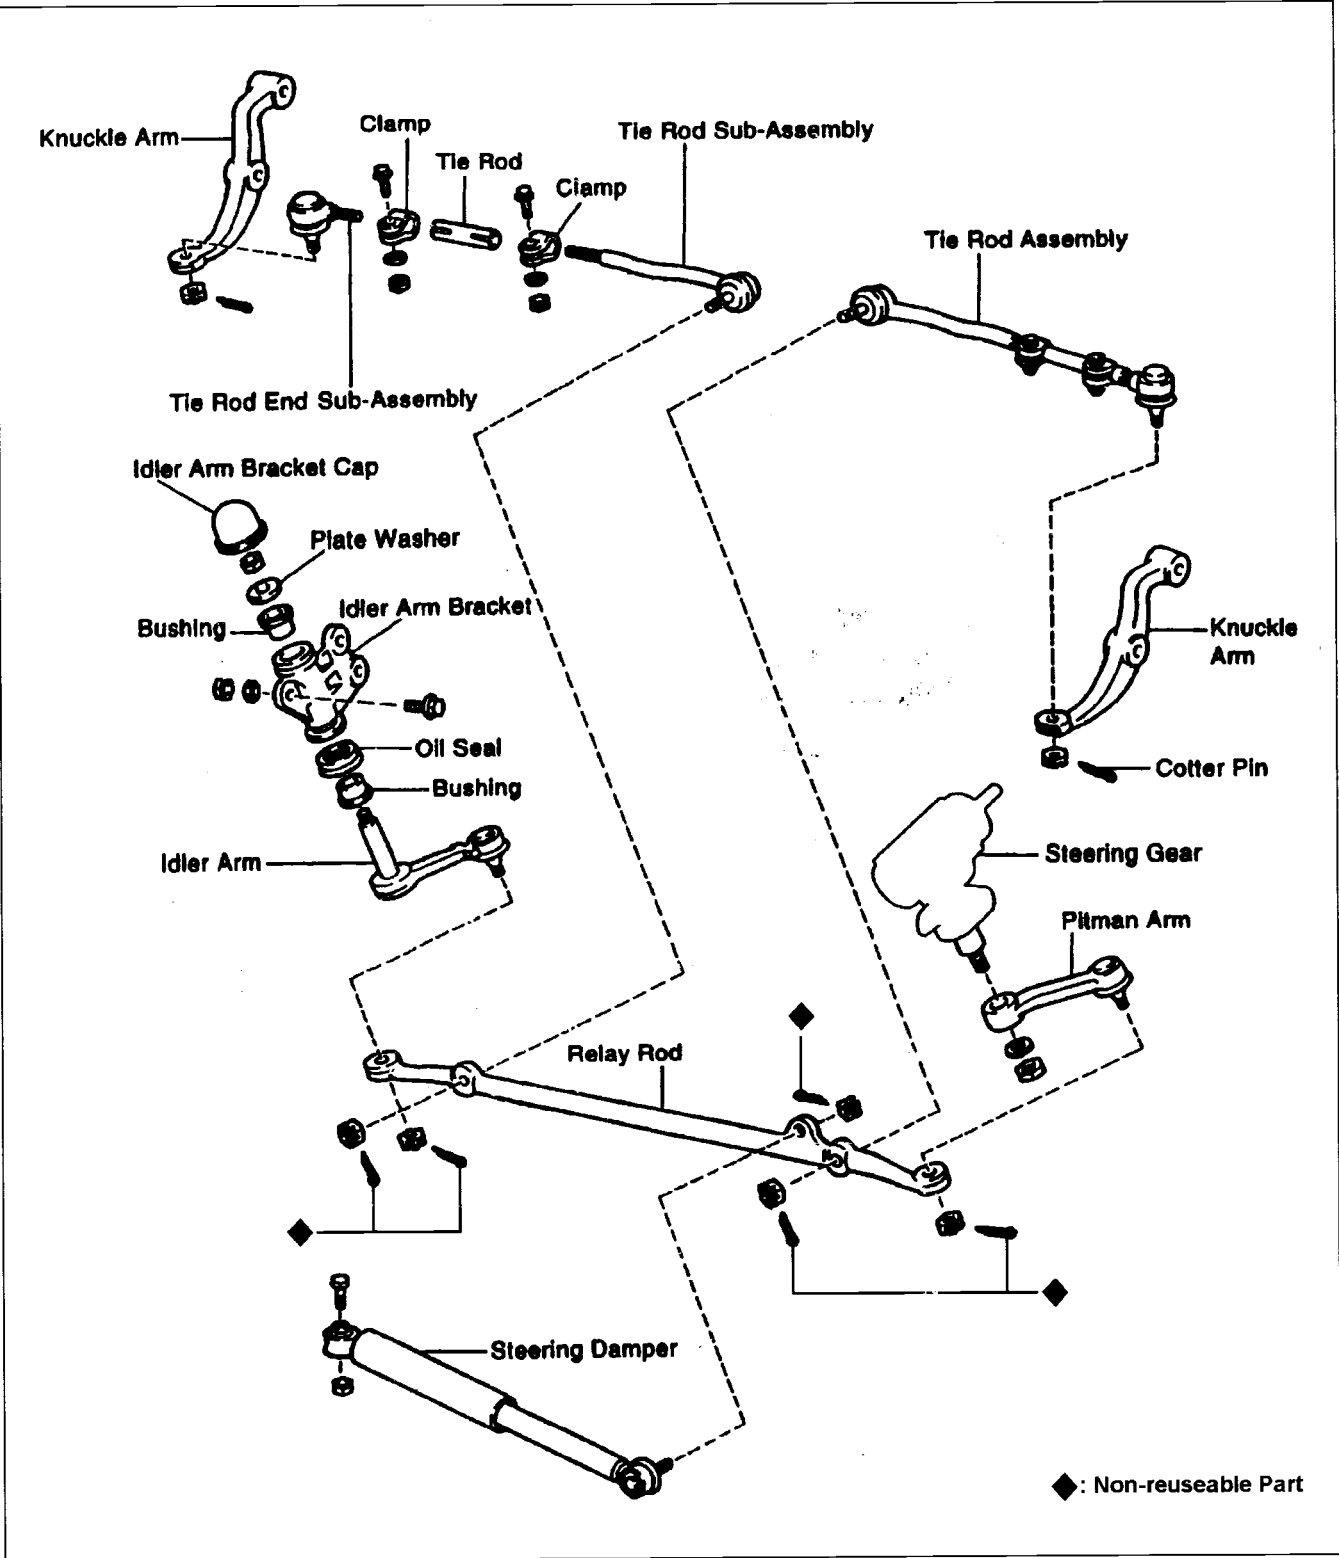 Knuckle Arm
Clamp
Tie Rod
Clamp
Tie Rod Sub-Assembly
Tie Rod Assembly
Tie Rod End Sub-Assembly
Idler Arm Bracket Cap
Plate Washer
Idler Arm Bracket
Bushing
Oil Seal
Bushing
Idler Arm
Knuckle
Arm
Cotter Pin
Steering Gear
Pitman Arm
Relay Rod
Steering Damper
◆: Non-reuseable Part